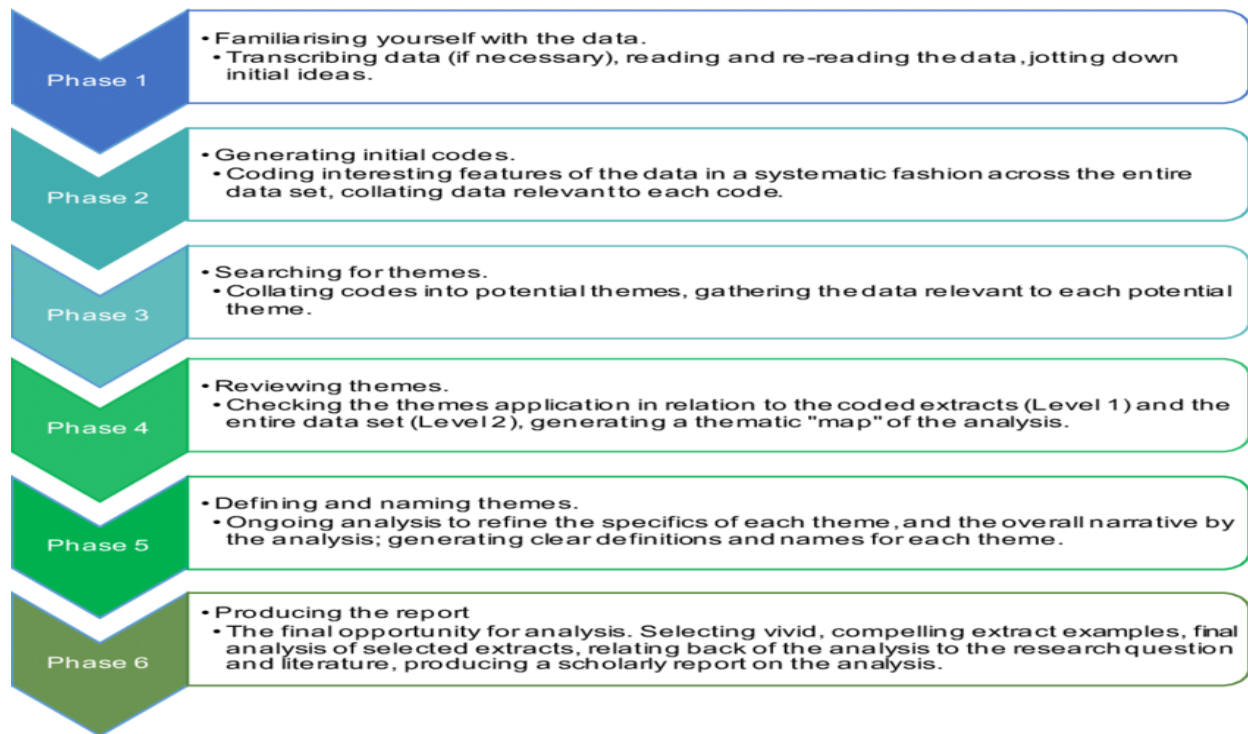 Phase 1
• Familiarising yourself with the data.
• Transcribing data (if necessary), reading and re-reading the data, jotting down
initial ideas.
Phase 2
• Generating initial codes.
• Coding interesting features of the data in a systematic fashion across the entire
data set, collating data relevant to each code.
Phase 3
• Searching for themes.
• Collating codes into potential themes, gathering the data relevant to each potential
theme.
Phase 4
• Reviewing themes.
• Checking the themes application in relation to the coded extracts (Level 1) and the
entire data set (Level 2), generating a thematic "map" of the analysis.
Phase 5
• Defining and naming themes.
• Ongoing analysis to refine the specifics of each theme, and the overall narrative by
the analysis; generating clear definitions and names for each theme.
Phase 6
• Producing the report
• The final opportunity for analysis. Selecting vivid, compelling extract examples, final
analysis of selected extracts, relating back of the analysis to the research question
and literature, producing a scholarly report on the analysis.